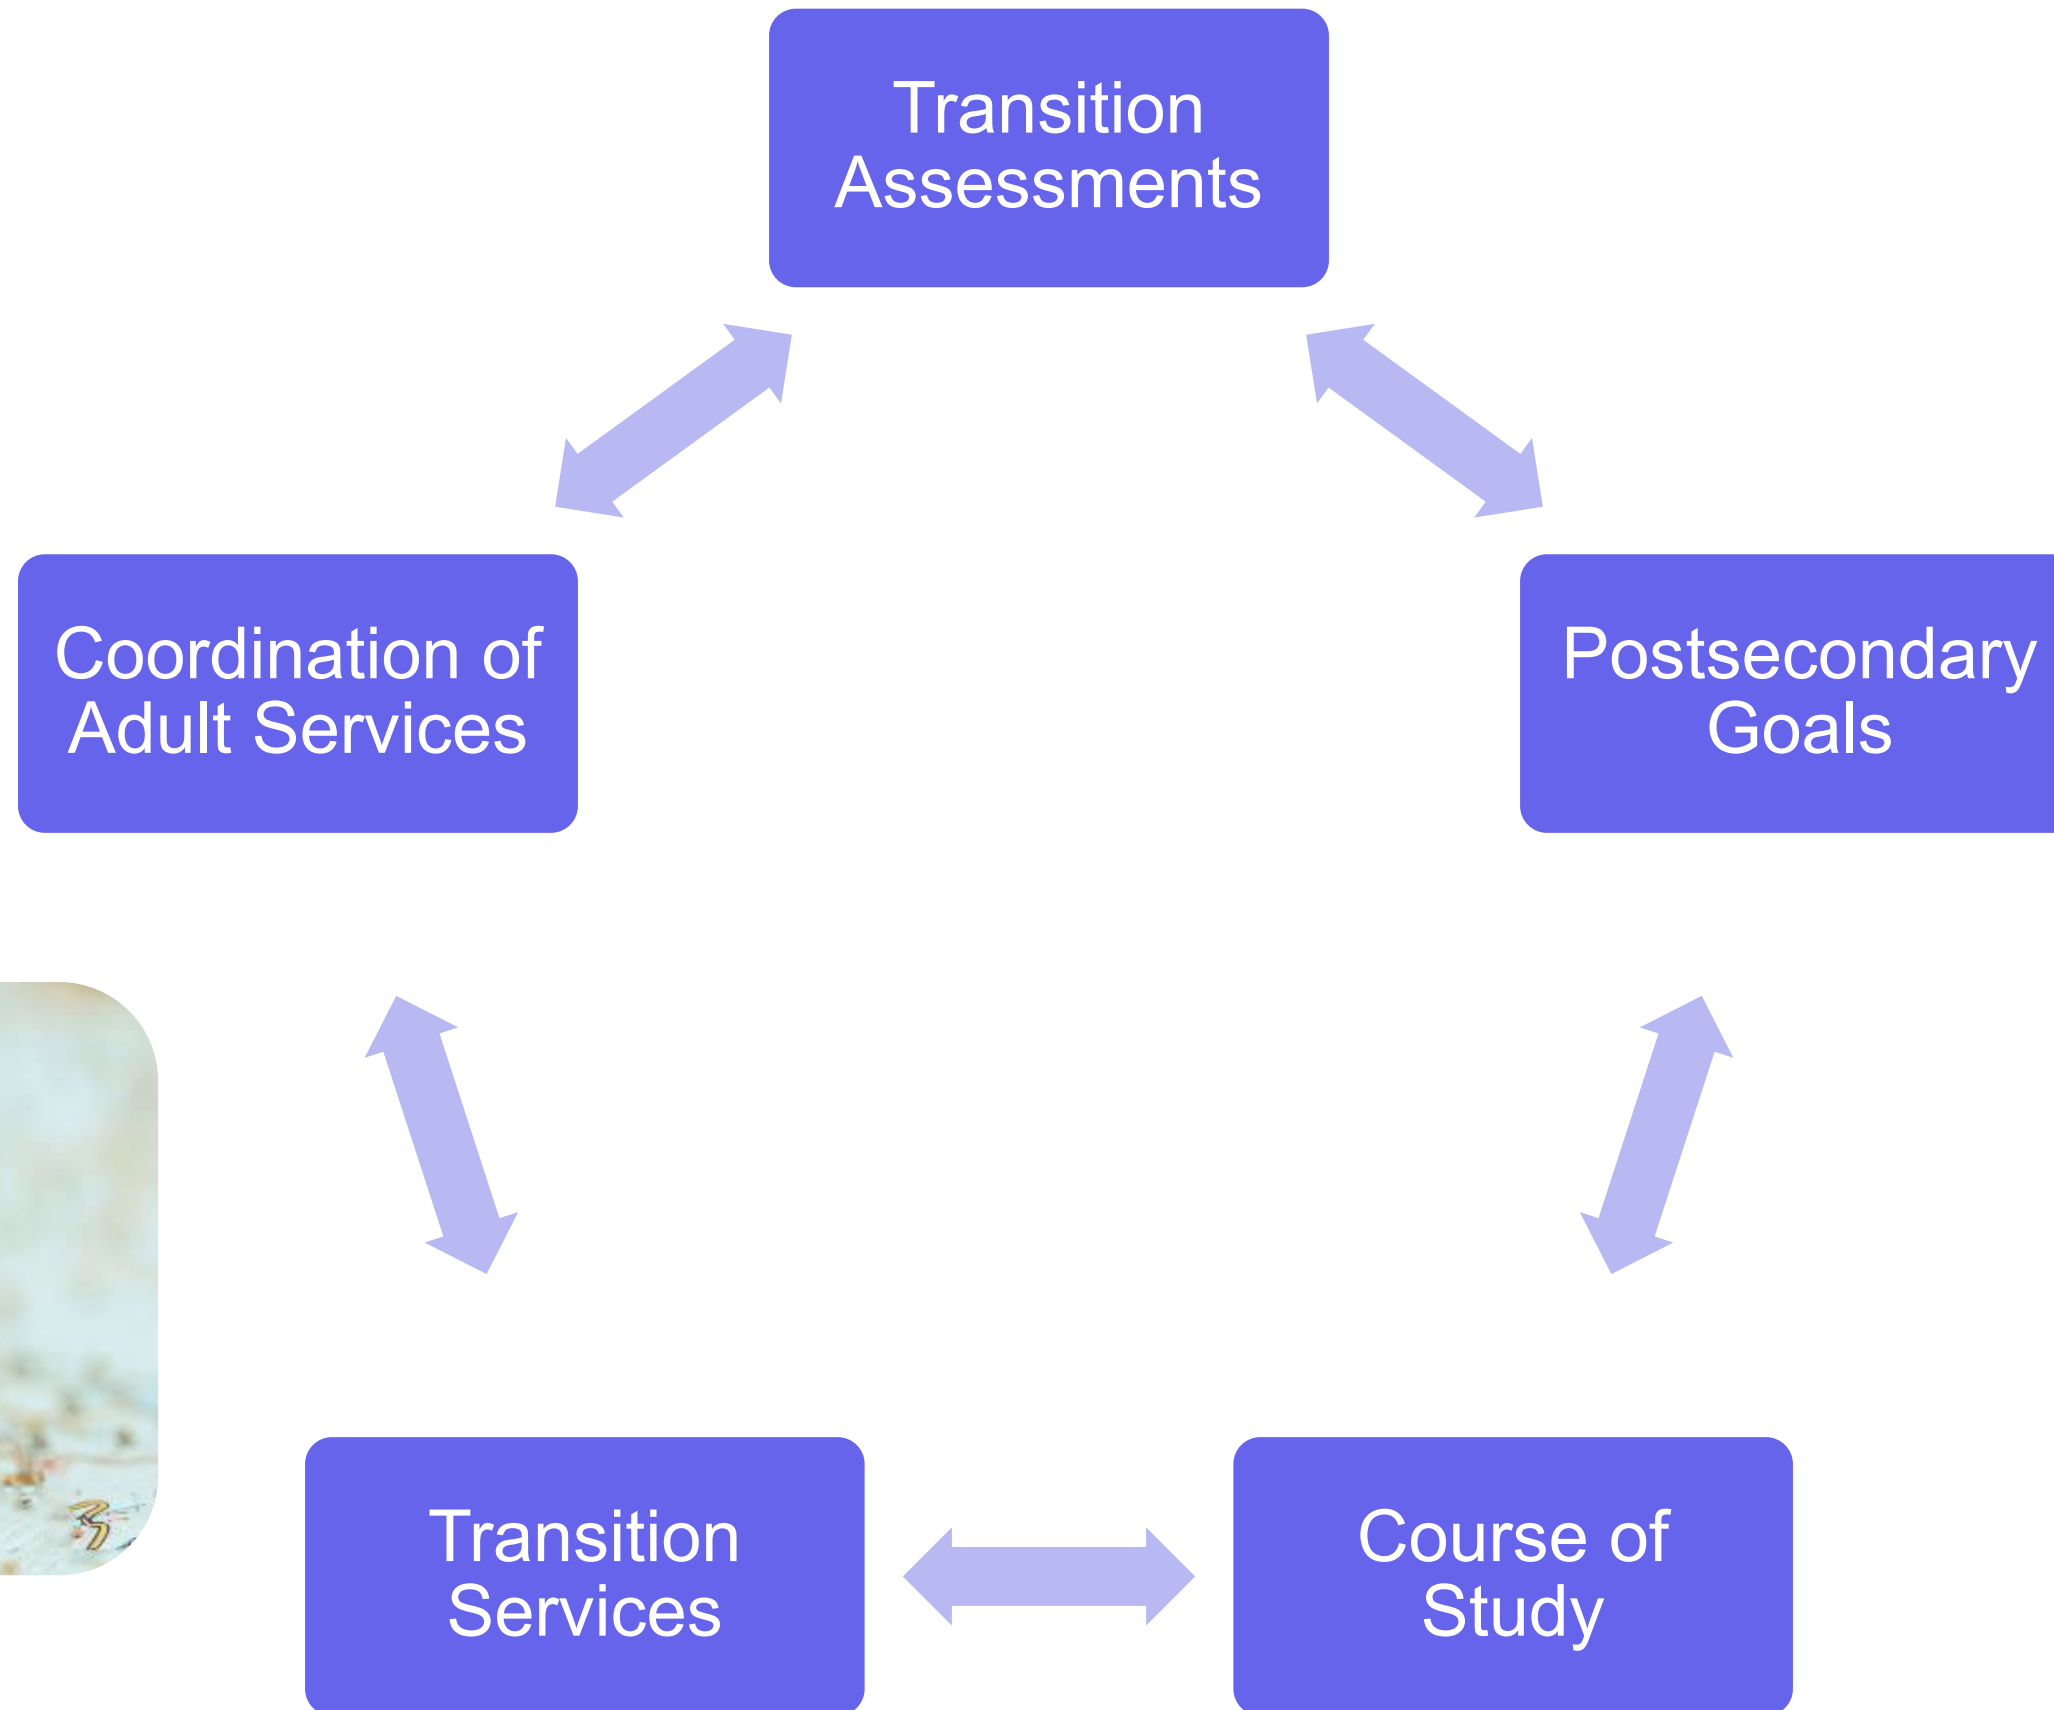 Transition
Assessments
Coordination of
Adult Services
Postsecondary
Goals
Transition
Services
Course of
Study